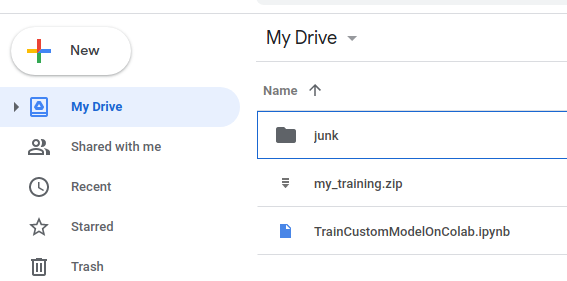 New
My Drive
Shared with me
Recent
Starred
Trash
My Drive
Name
junk
my_training.zip
TrainCustomModelOnColab.ipynb